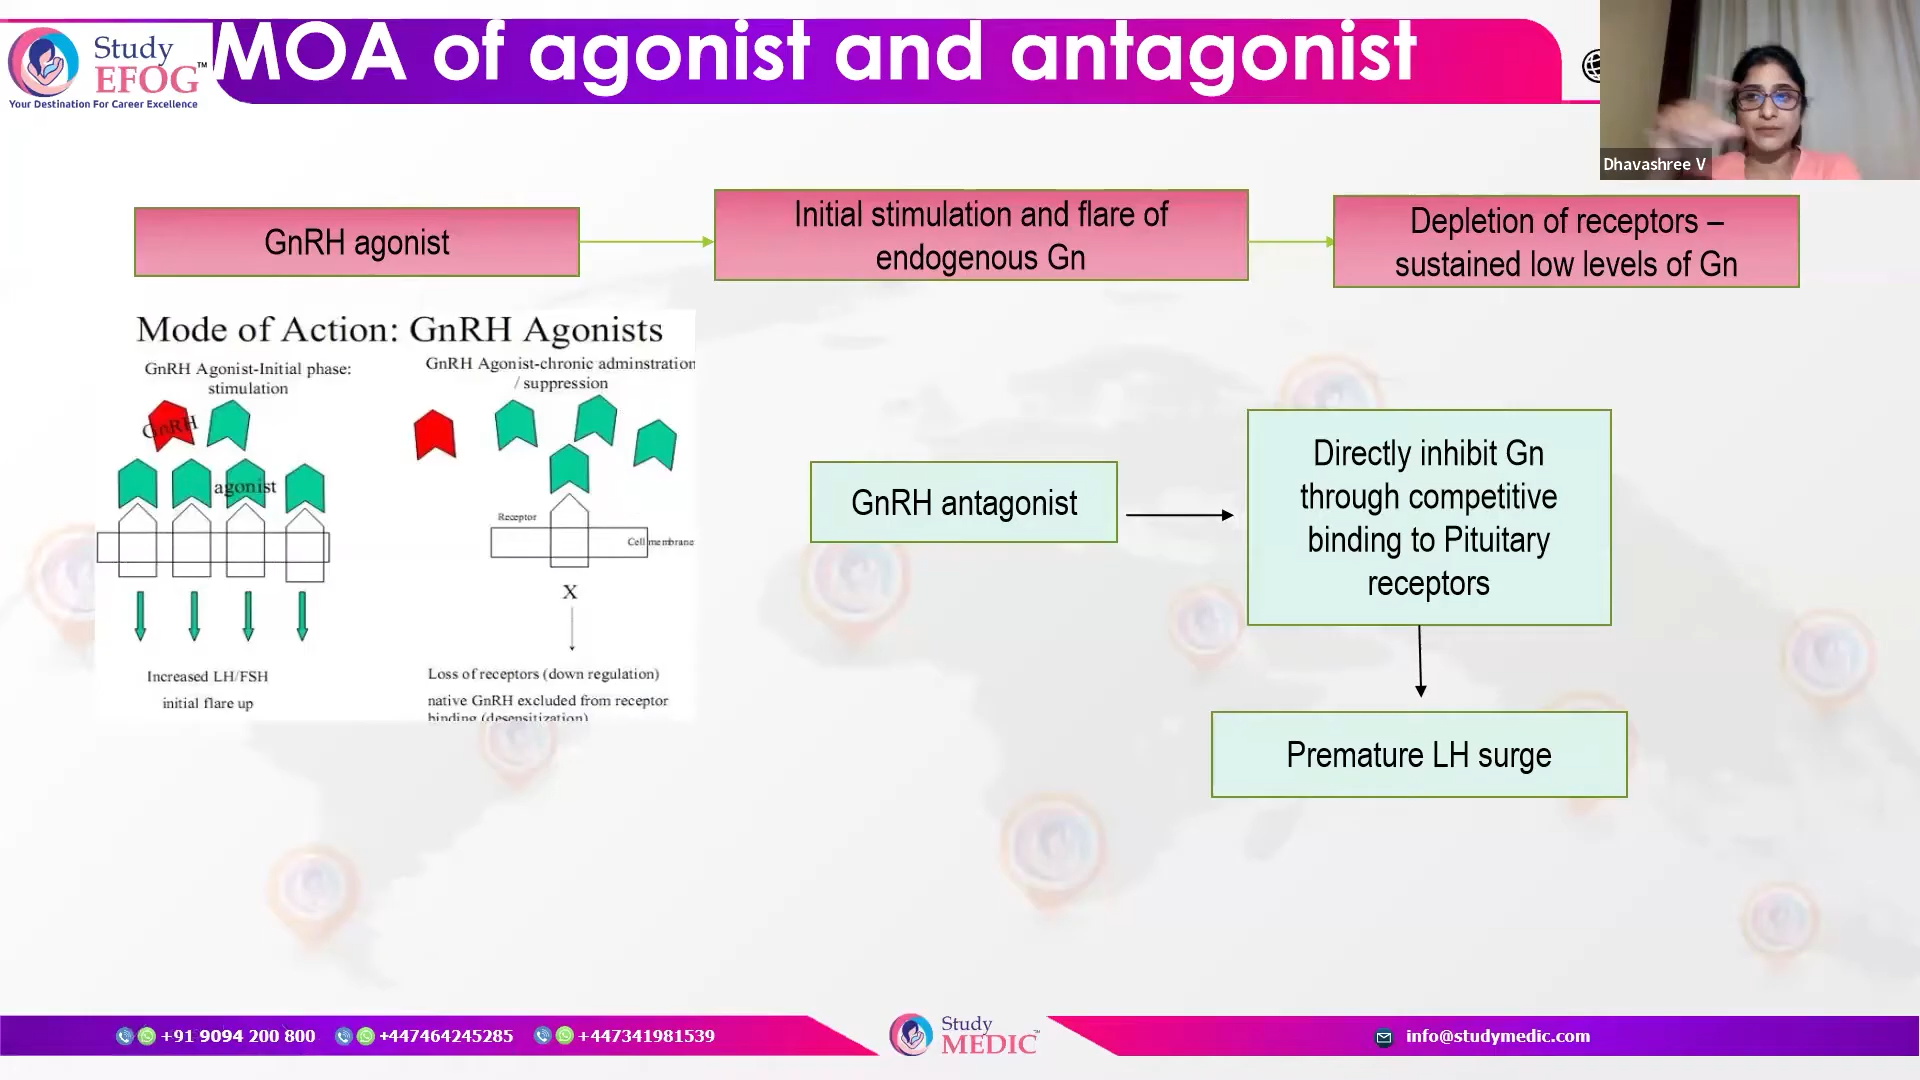 Study
EFOG™
Your Destination For Career Excellence
MOA of agonist and antagonist
Dhavashree V
GnRH agonist
Initial stimulation and flare of
endogenous Gn
Depletion of receptors –
sustained low levels of Gn
Mode of Action: GnRH Agonists
GnRH Agonist-Initial phase:
stimulation
GnRH Agonist-chronic adminstration
/ suppression
GnRH
agonist
Receptor
Cell membrane
X
Increased LH/FSH
initial flare up
Loss of receptors (down regulation)
native GnRH excluded from receptor
binding (desensitization)
GnRH antagonist
Directly inhibit Gn
through competitive
binding to Pituitary
receptors
Premature LH surge
+91 9094 200 800
+447464245285
+447341981539
Study
MEDIC™
info@studymedic.com